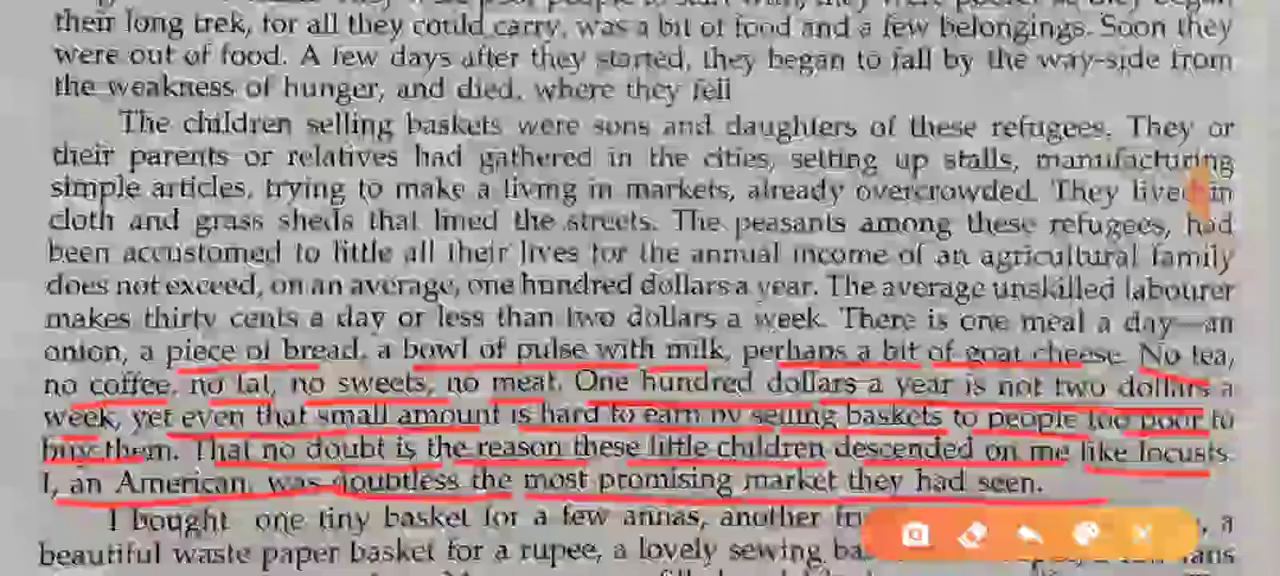 their long trek, for all they could carry, was a bit of food and a few belongings. Soon they
were out of food. A few days after they started, they began to fall by the way-side from
the weakness of hunger, and died, where they fell
The children selling baskets were sons and daughters of these refugees. They or
their parents or relatives had gathered in the cities, setting up stalls, manufacturing
simple articles, trying to make a living in markets, already overcrowded. They lived in
cloth and grass sheds that lined the streets. The peasants among these refugees, had
been accustomed to little all their lives for the annual income of an agricultural family
does not exceed, on an average, one hundred dollars a year. The average unskilled labourer
makes thirty cents a day or less than two dollars a week. There is one meal a day—an
onion, a piece of bread, a bowl of pulse with milk, perhaps a bit of goat cheese. No tea,
no coffee, no fat, no sweets, no meat. One hundred dollars a year is not two dollars a
week, yet even that small amount is hard to earn by selling baskets to people too poor to
buy them. That no doubt is the reason these little children descended on me like locusts.
I, an American, was doubtless the most promising market they had seen.
I bought one tiny basket for a few annas, another , a
beautiful waste paper basket for a rupee, a lovely sewing